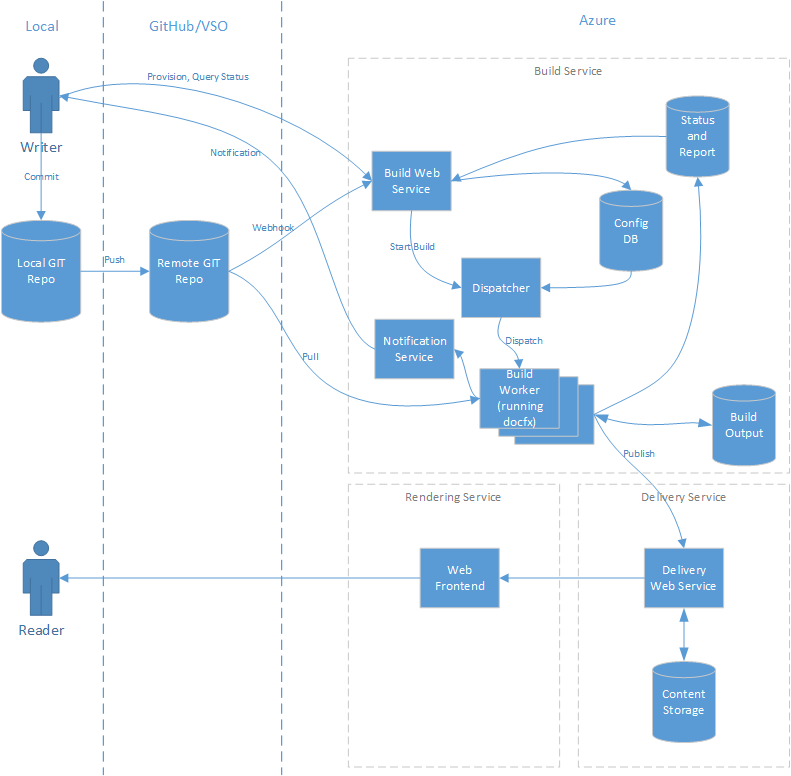 Local
GitHub/VSO
Azure
Build Service
Provision, Query Status
Writer
Notification
Commit
Status
and
Report
Build Web
Service
Webhook
Config
DB
Start Build
Local GIT
Repo
Push
Remote GIT
Repo
Dispatcher
Notification
Service
Dispatch
Pull
Build
Worker
(running
docfx)
Build
Output
Publish
Rendering Service
Delivery Service
Web
Frontend
Delivery
Web Service
Reader
Content
Storage